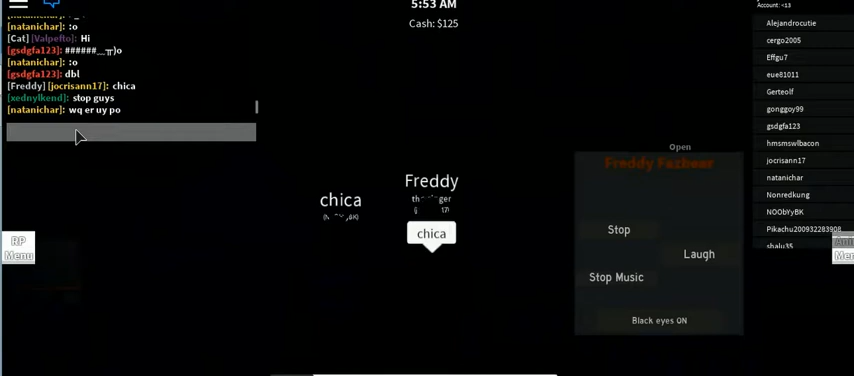 5:53 AM
Cash: $125
Account: <13
[natanichar]: :o
[Cat] [Valpefto]: Hi
[gsdgfa123]: ######﹏╥)o
[natanichar]: :o
[gsdgfa123]: dbl
[Freddy] [jocrisann17]: chica
[xednylkend]: stop guys
[natanichar]: wq er uy po
Alejandrocutie
cergo2005
Effgu7
eue81011
Gerteolf
gonggoy99
gsdgfa123
hmsmswlbacon
jocrisann17
natanichar
Nonredkung
NOObYyBK
Pikachu200932283908
shalu35
chica
Freddy
chica
RP
Menu
Open
Freddy Fazbear
Stop
Laugh
Stop Music
Black eyes ON